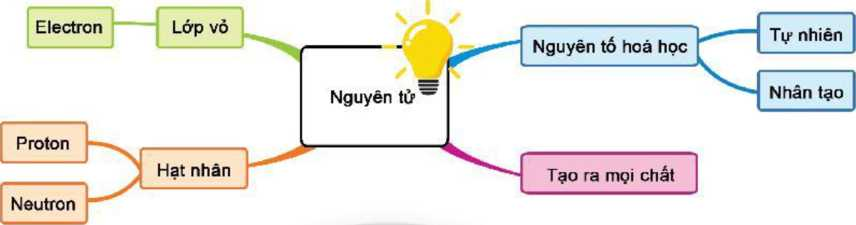 Electron
Lớp vỏ
Nguyên tử
Nguyên tố hoá học
Tự nhiên
Nhân tạo
Proton
Hạt nhân
Neutron
Tạo ra mọi chất